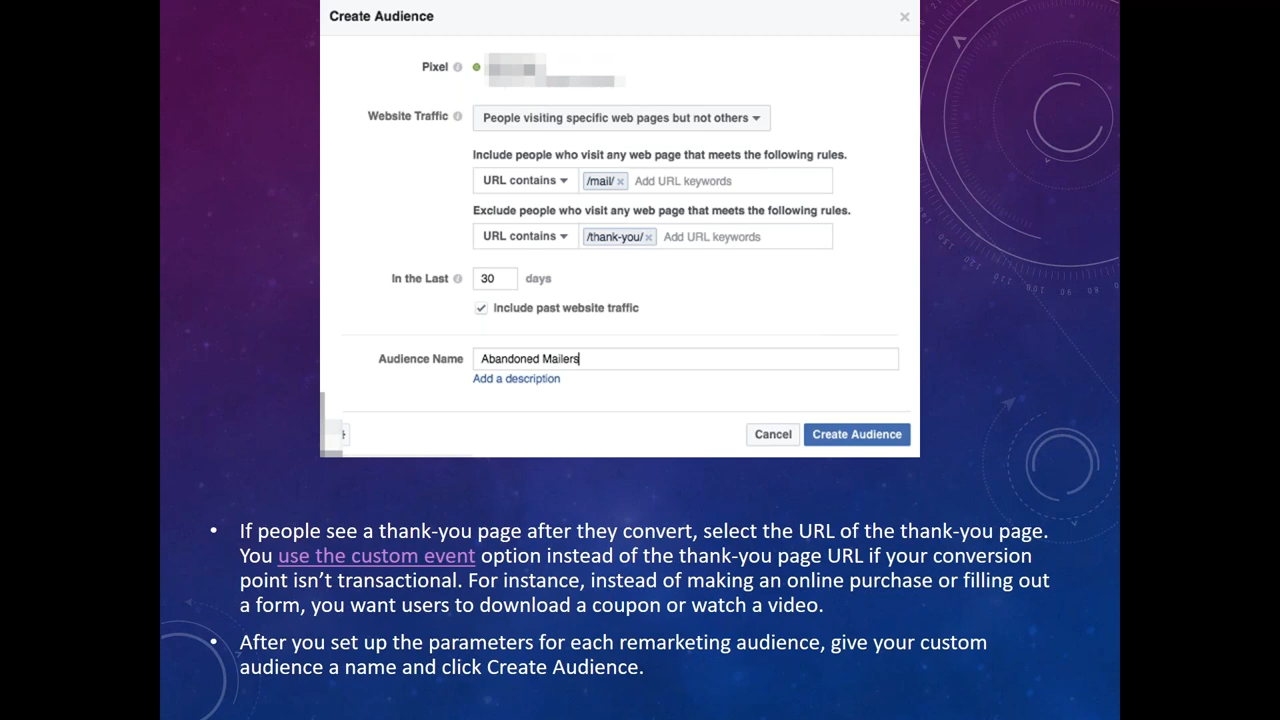 Create Audience ×
Pixel
Website Traffic People visiting specific web pages but not others
Include people who visit any web page that meets the following rules.
URL contains /mail/ × Add URL keywords
Exclude people who visit any web page that meets the following rules.
URL contains /thank-you/ × Add URL keywords
In the Last 30 days
Include past website traffic
Audience Name Abandoned Mailers
Add a description
Cancel Create Audience
• If people see a thank-you page after they convert, select the URL of the thank-you page.
You use the custom event option instead of the thank-you page URL if your conversion
point isn’t transactional. For instance, instead of making an online purchase or filling out
a form, you want users to download a coupon or watch a video.
• After you set up the parameters for each remarketing audience, give your custom
audience a name and click Create Audience.